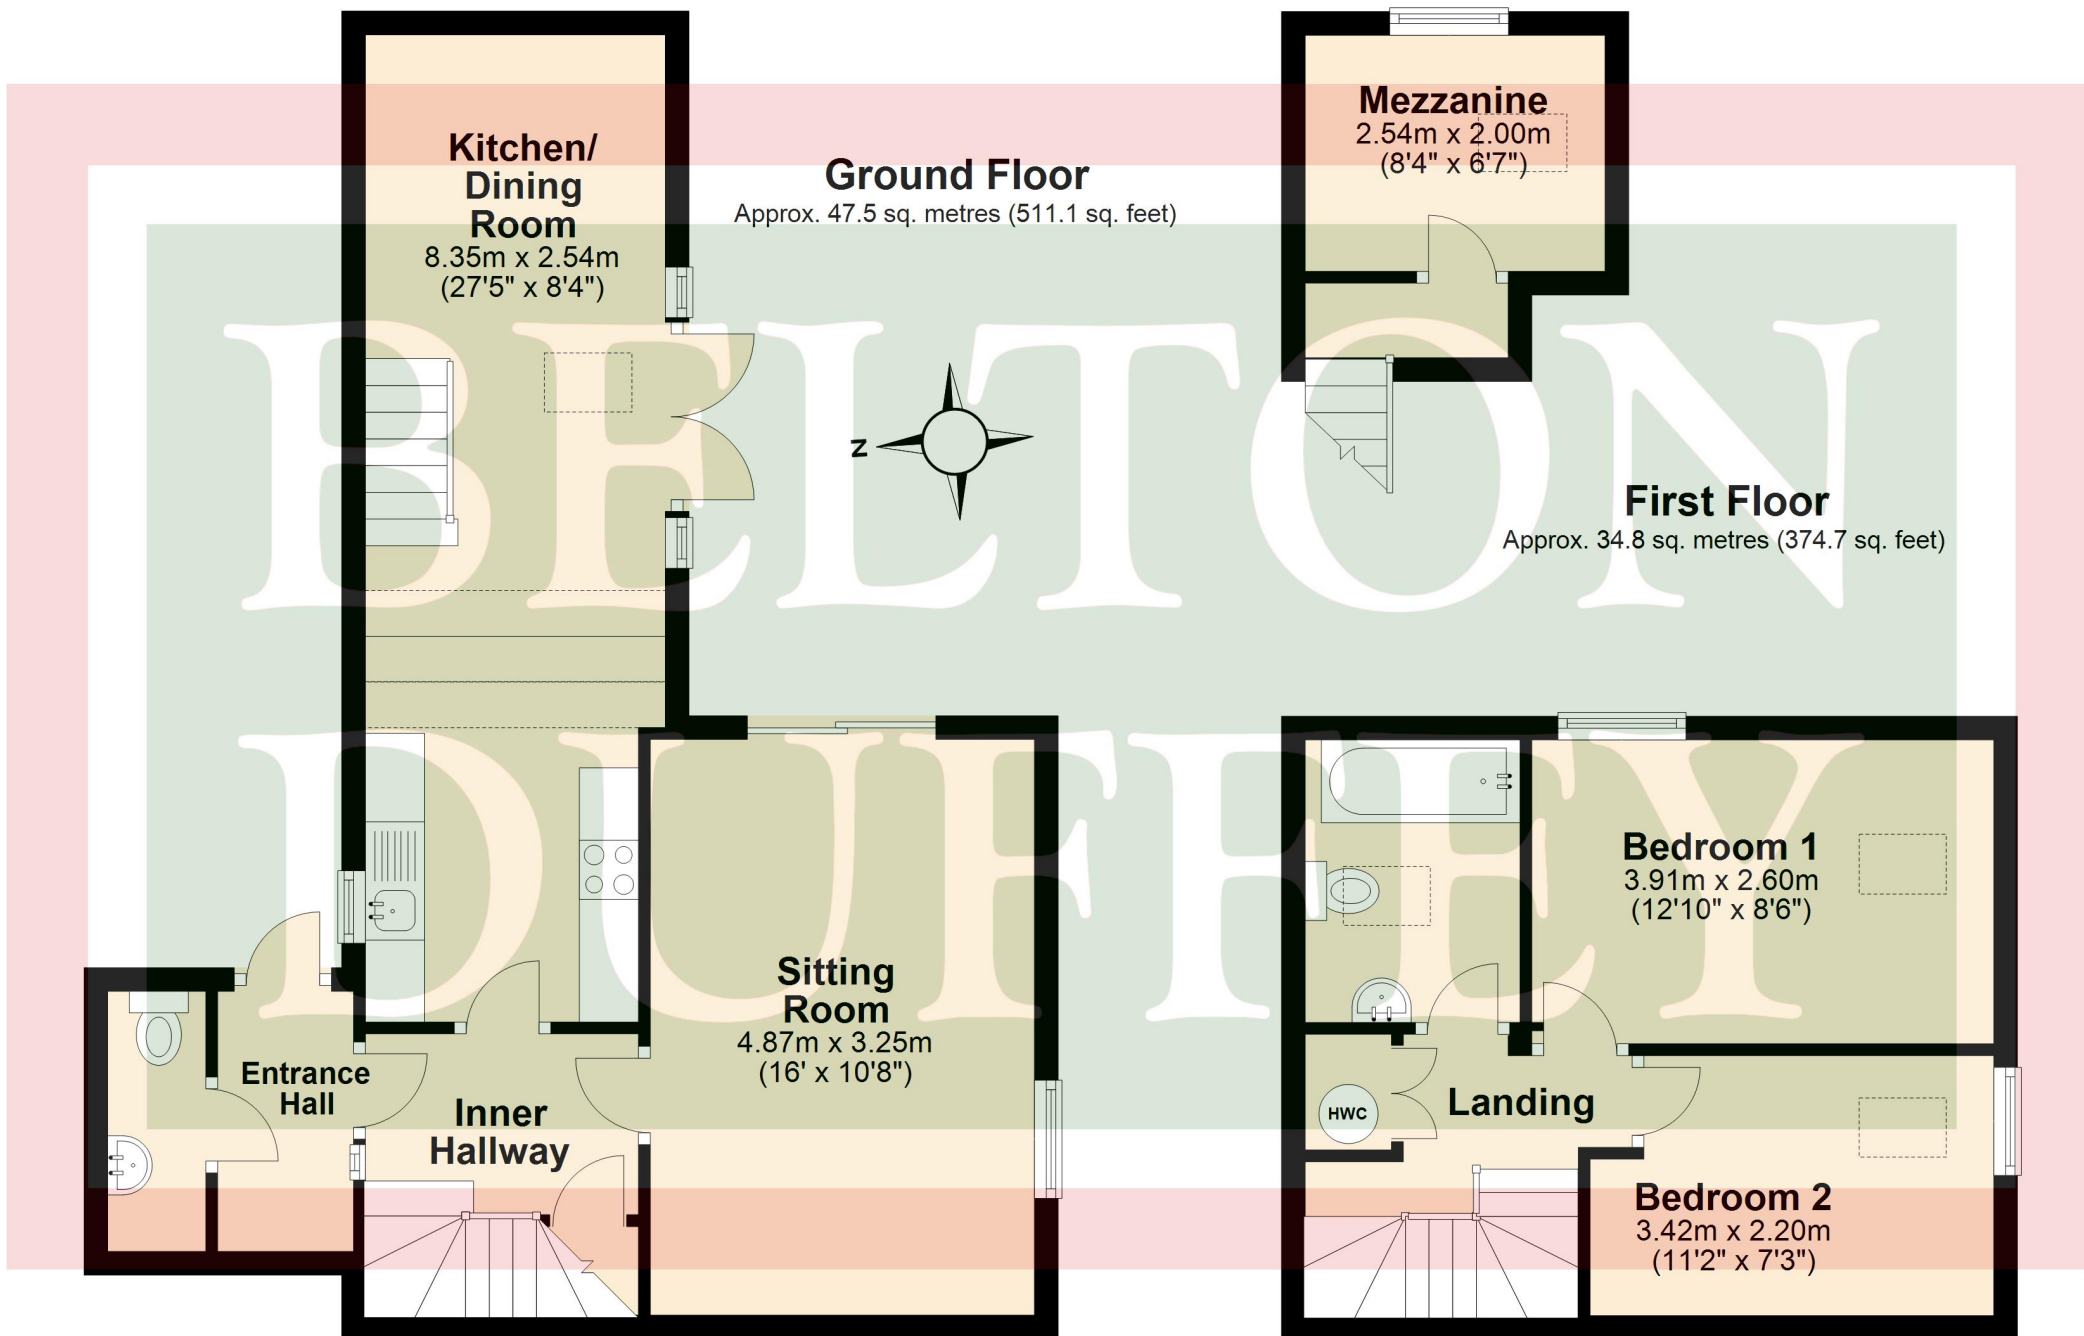 Kitchen/
Dining
Room
8.35m x 2.54m
(27'5" x 8'4")
Ground Floor
Approx. 47.5 sq. metres (511.1 sq. feet)
Mezzanine
2.54m x 2.00m
(8'4" x 6'7")
N
First Floor
Approx. 34.8 sq. metres (374.7 sq. feet)
BELTON
DUFFEY
Sitting
Room
4.87m x 3.25m
(16' x 10'8")
Entrance
Hall
Inner
Hallway
Bedroom 1
3.91m x 2.60m
(12'10" x 8'6")
HWC
Landing
Bedroom 2
3.42m x 2.20m
(11'2" x 7'3")